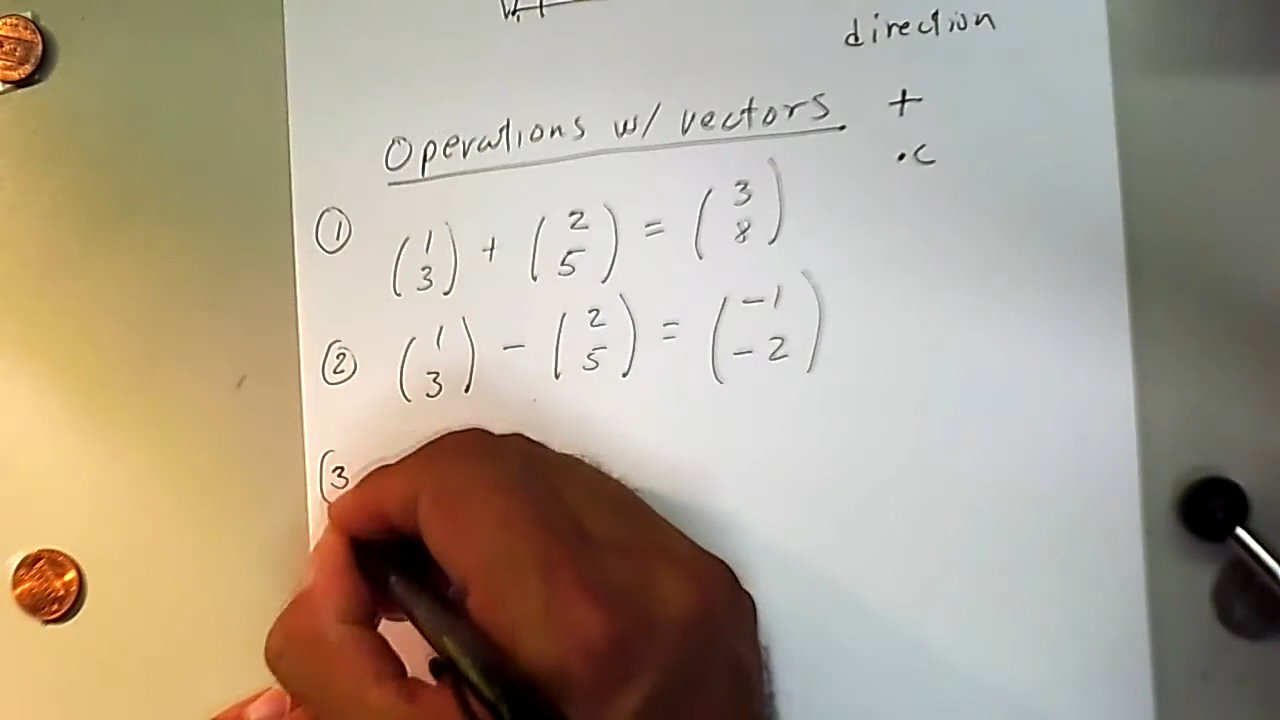 direction
Operations w/ vectors +
. c
① (1 3) + (2 5) = (3 8)
② (1 3) - (2 5) = (-1 -2)
(3